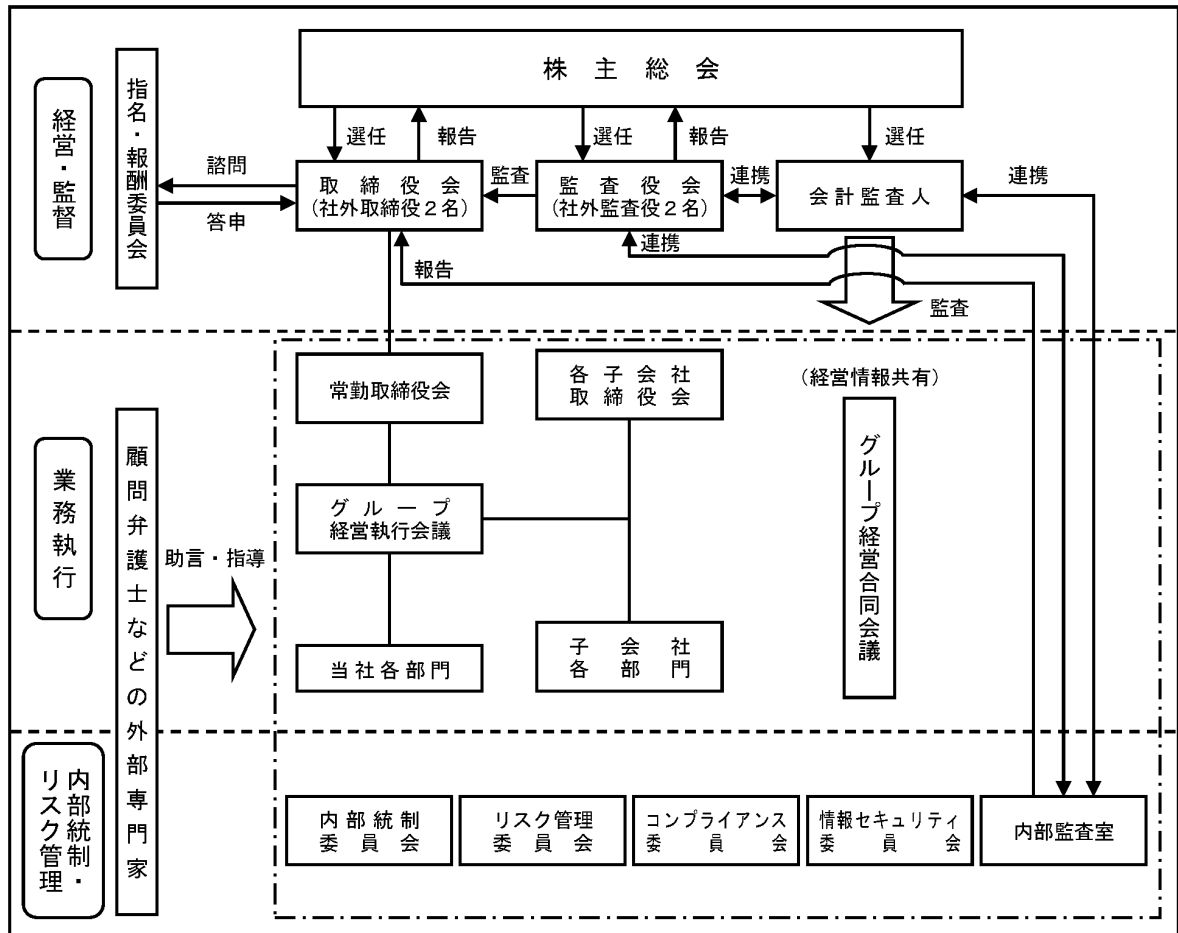 株主総会
経営・監督
指名・報酬委員会
選任
報告
選任
報告
選任
諮問
答申
取締役会
(社外取締役2名)
監査
監査役会
(社外監査役2名)
連携
会計監査人
連携
報告
連携
監査
業務執行
顧問弁護士などの外部専門家
助言・指導
常勤取締役会
各子会社
取締役会
(経営情報共有)
グループ
経営執行会議
グループ経営合同会議
当社各部門
子会社
各部門
内部統制・
リスク管理
内部統制
委員会
リスク管理
委員会
コンプライアンス
委員会
情報セキュリティ
委員会
内部監査室